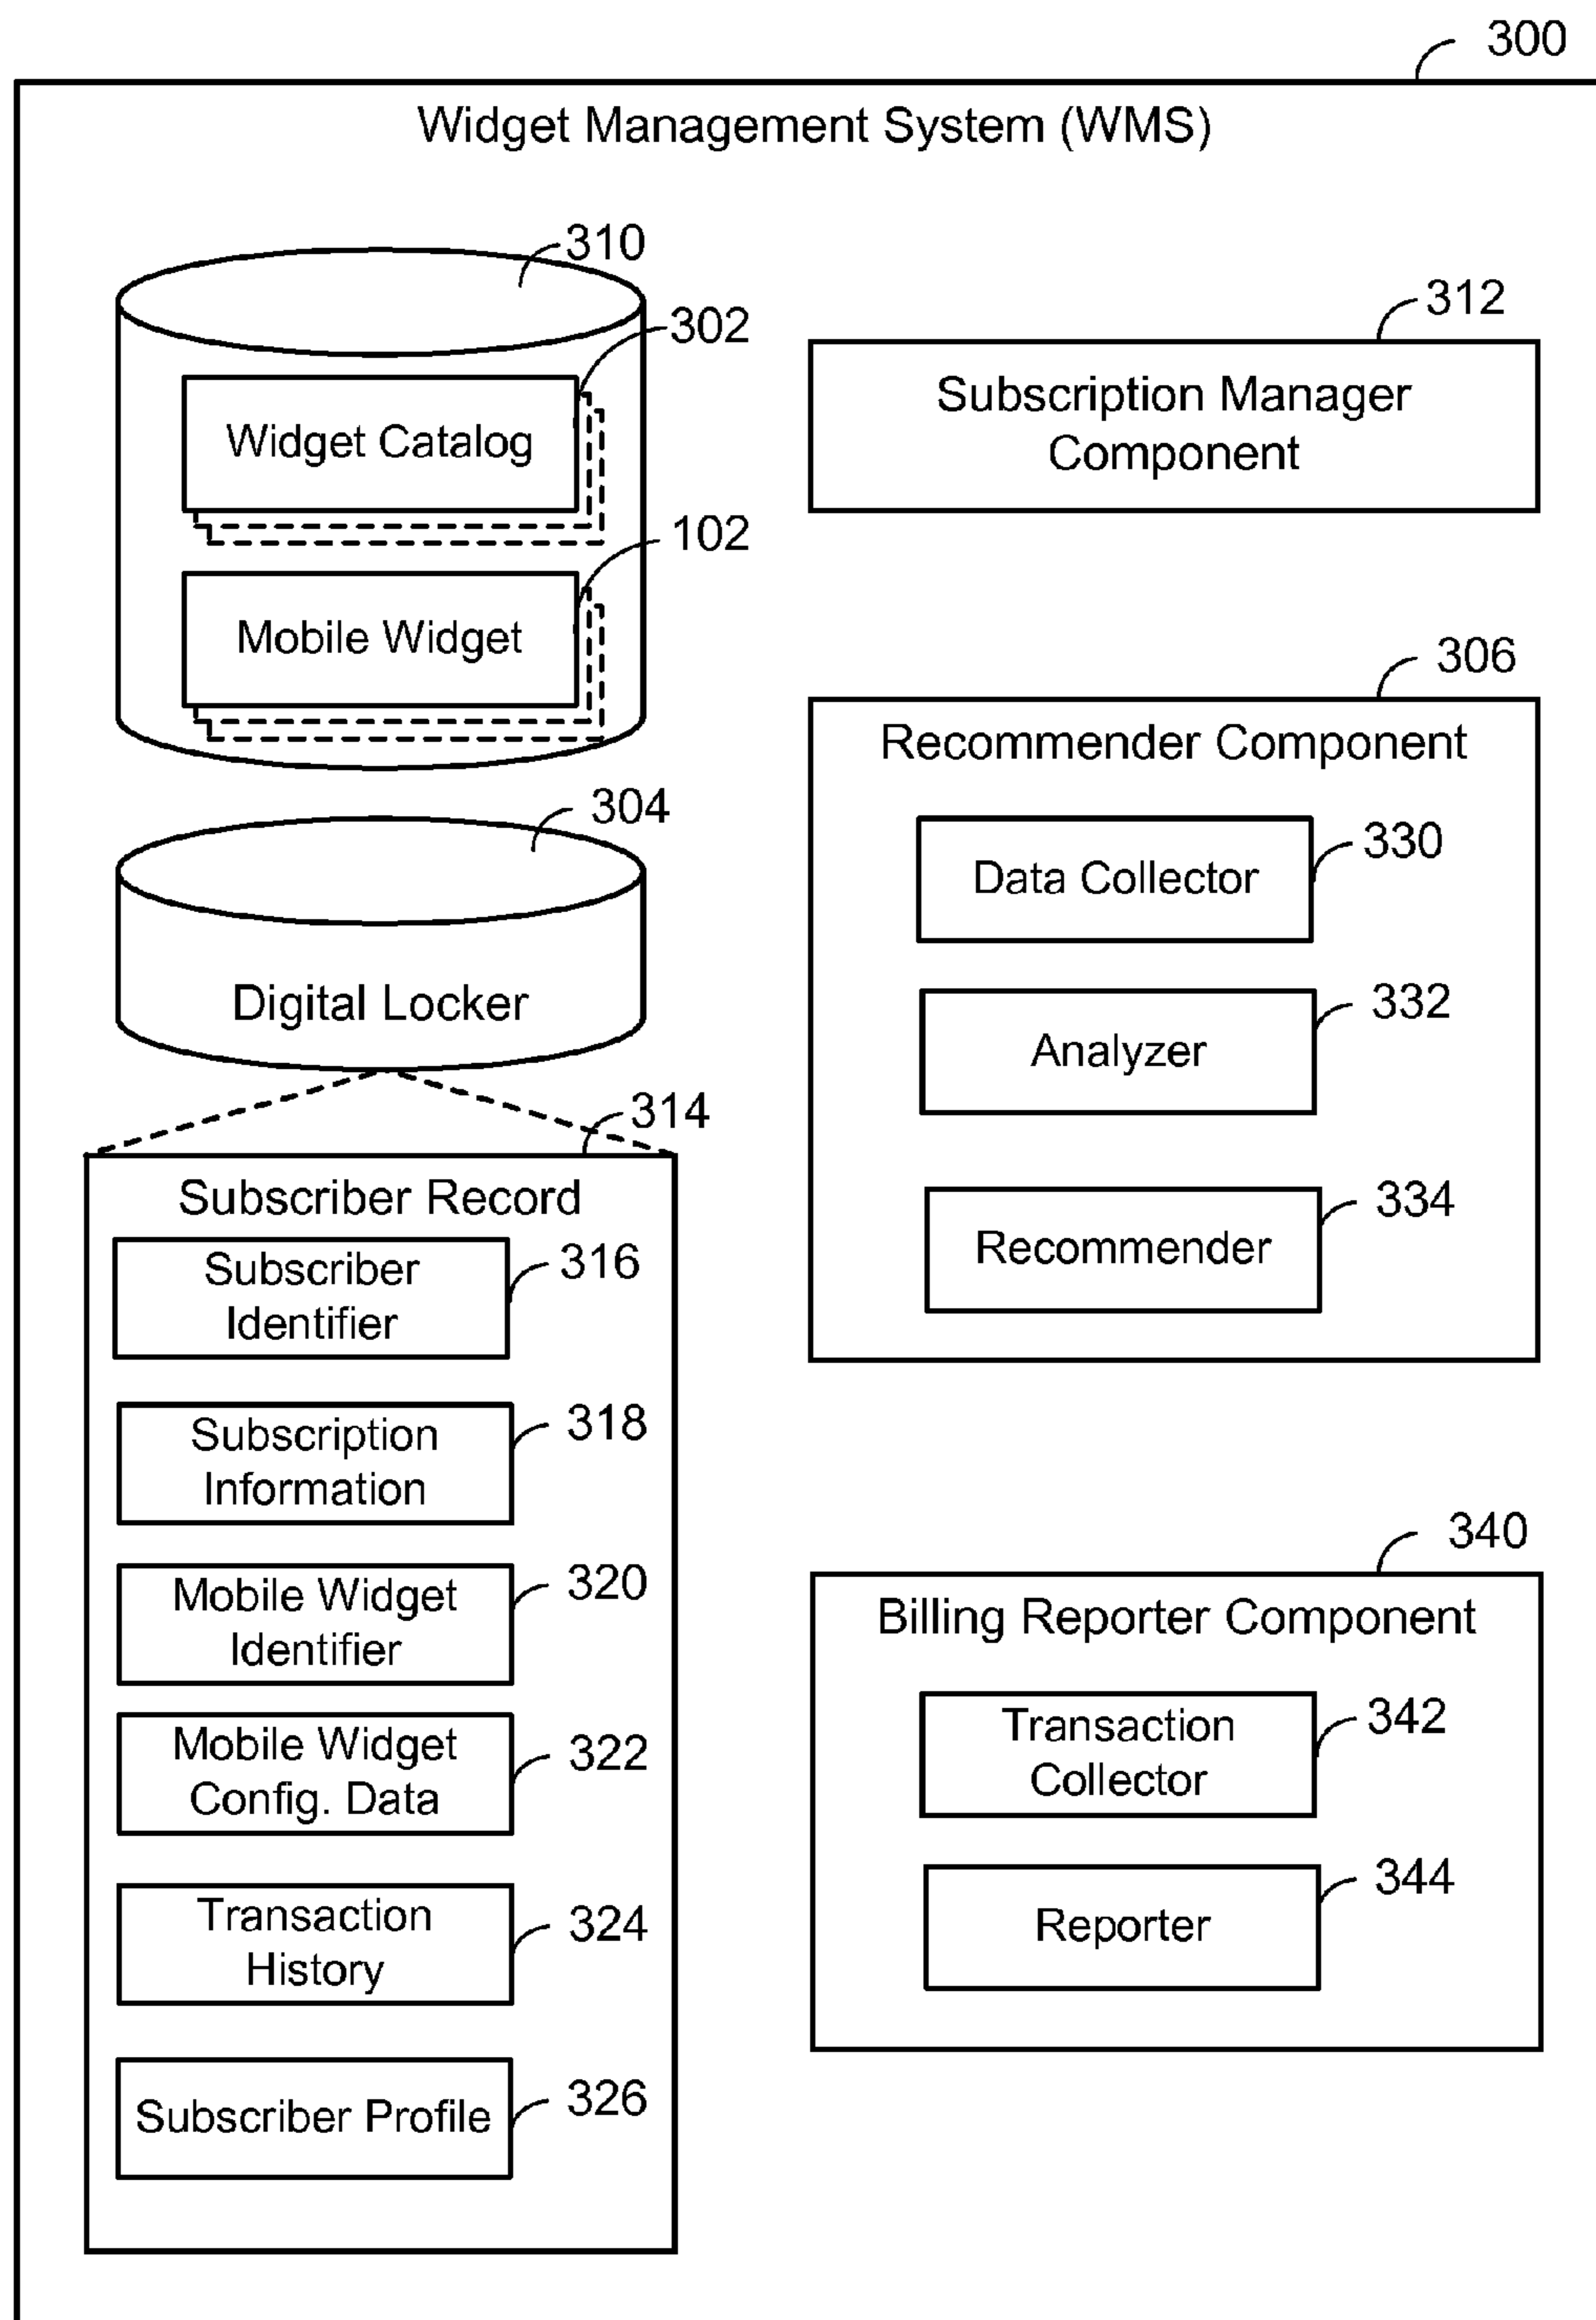 300
Widget Management System (WMS)
310
302
Widget Catalog
102
Mobile Widget
304
Digital Locker
314
Subscriber Record
Subscriber
Identifier
316
Subscription
Information
318
Mobile Widget
Identifier
320
Mobile Widget
Config. Data
322
Transaction
History
324
Subscriber Profile
326
312
Subscription Manager
Component
306
Recommender Component
Data Collector
330
Analyzer
332
Recommender
334
340
Billing Reporter Component
Transaction
Collector
342
Reporter
344